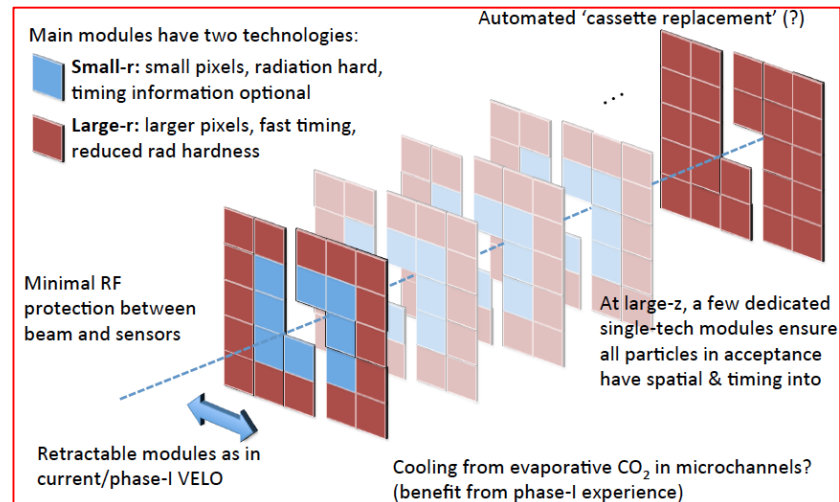 Automated ‘cassette replacement’ (?)
Main modules have two technologies:
Small-r: small pixels, radiation hard,
timing information optional
Large-r: larger pixels, fast timing,
reduced rad hardness
...
Minimal RF
protection between
beam and sensors
At large-z, a few dedicated
single-tech modules ensure
all particles in acceptance
have spatial & timing into
Retractable modules as in
current/phase-I VELO
Cooling from evaporative CO₂ in microchannels?
(benefit from phase-I experience)